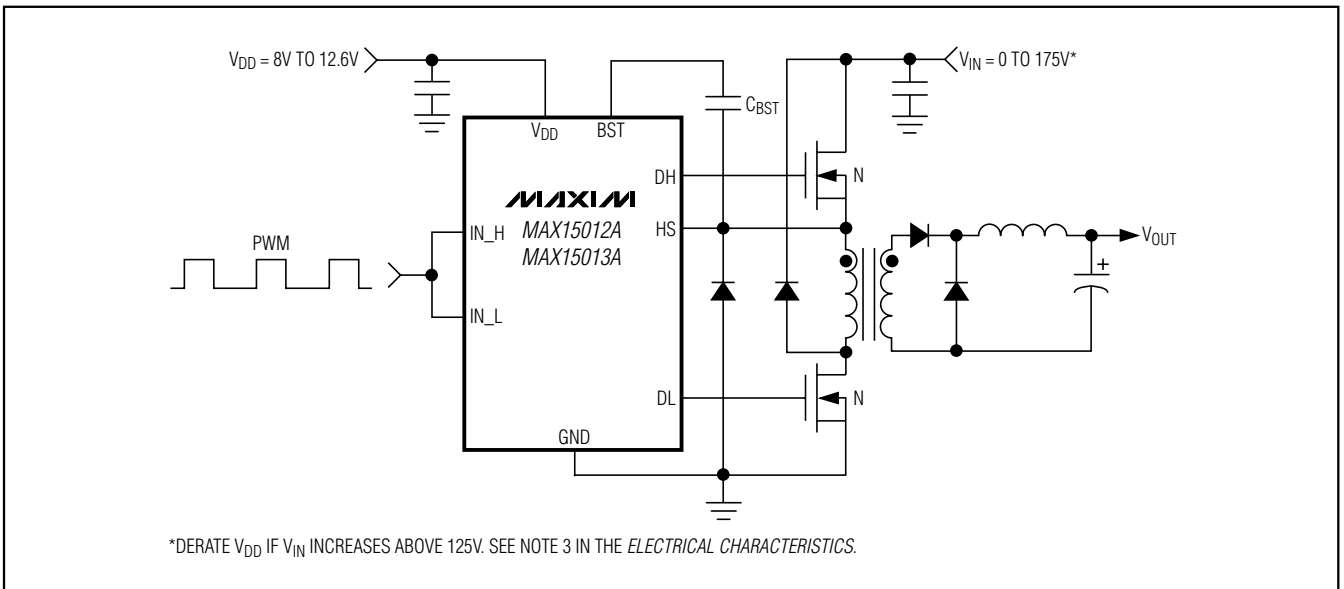 V_DD = 8V TO 12.6V
V_IN = 0 TO 175V*
C_BST
V_DD
BST
DH
N
MAXIM
HS
PWM
IN_H
MAX15012A
MAX15013A
V_OUT
+
IN_L
DL
N
GND
*DERATE V_DD IF V_IN INCREASES ABOVE 125V. SEE NOTE 3 IN THE ELECTRICAL CHARACTERISTICS.